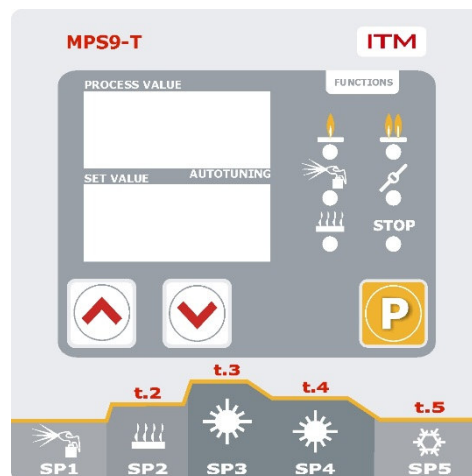 MPS9-T
ITM
PROCESS VALUE
FUNCTIONS
SET VALUE AUTOTUNING
STOP
P
t.2 t.3 t.4 t.5
SP1 SP2 SP3 SP4 SP5